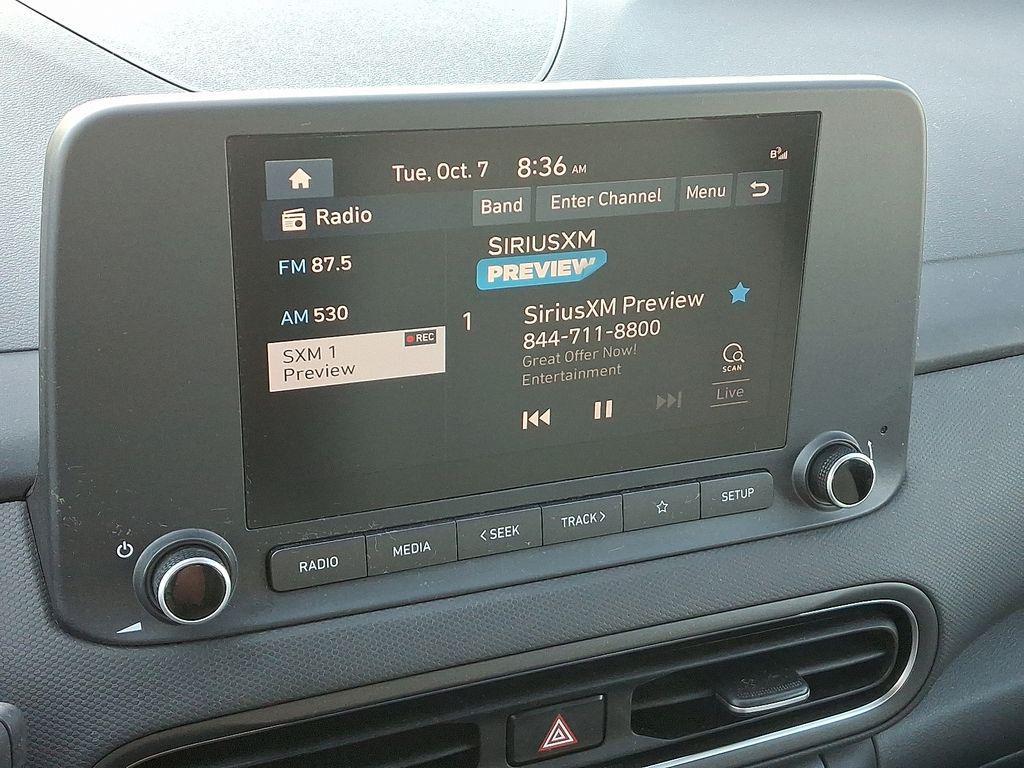 Tue, Oct. 7 8:36 AM
Radio
Band Enter Channel Menu
FM 87.5
AM 530
SXM 1 REC
Preview
SIRIUSXM
PREVIEW
1 SiriusXM Preview
844-711-8800
Great Offer Now!
Entertainment
SCAN
Live
RADIO MEDIA <SEEK TRACK> SETUP